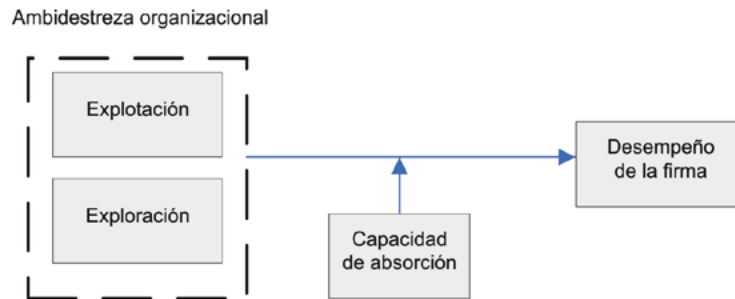 Ambidestreza organizacional
Explotación
Exploración
Capacidad
de absorción
Desempeño
de la firma